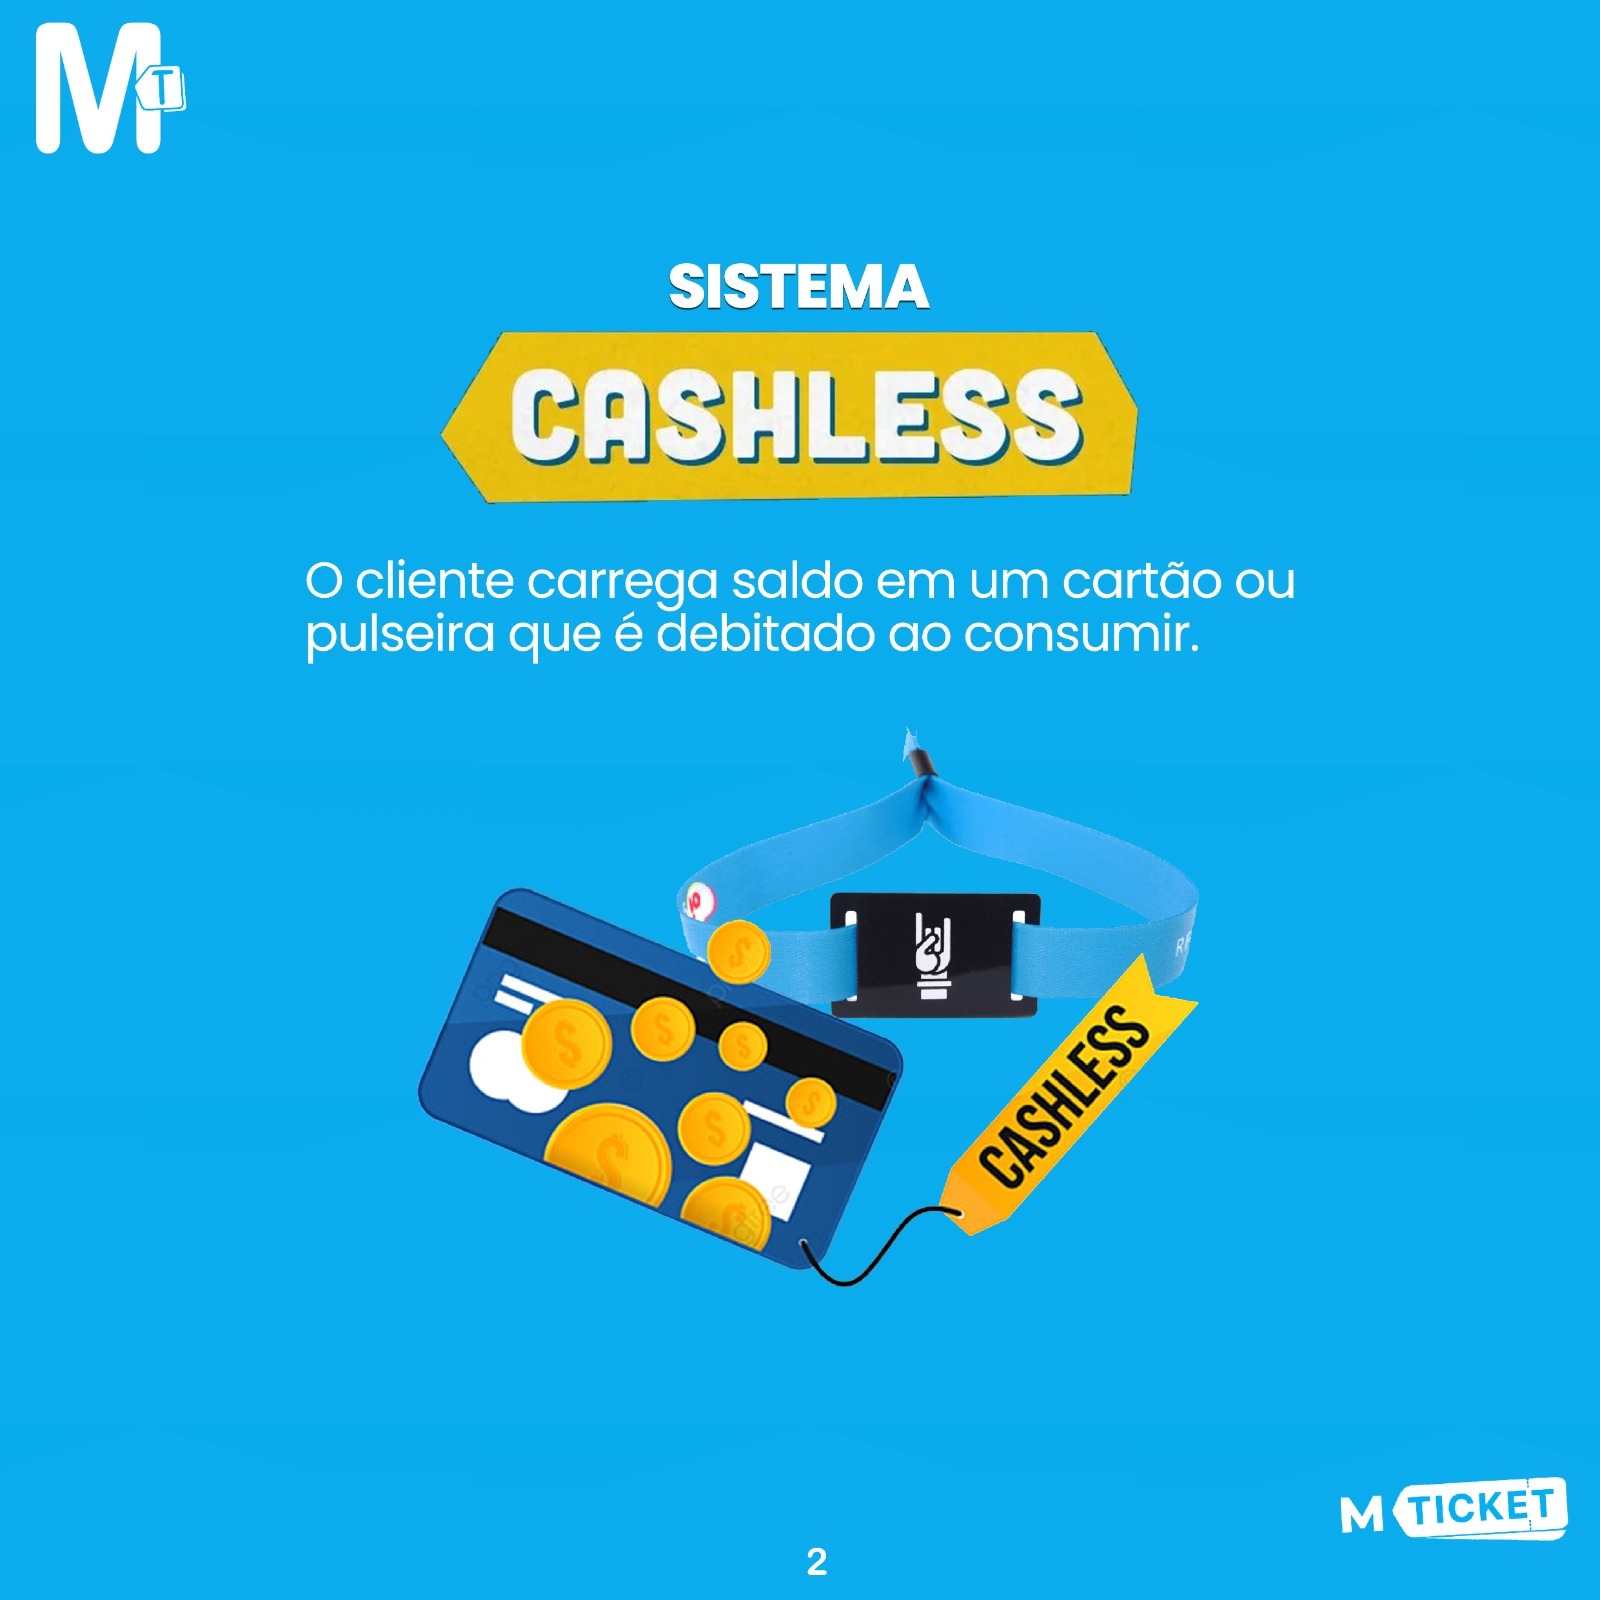 M T
SISTEMA
CASHLESS
O cliente carrega saldo em um cartão ou
pulseira que é debitado ao consumir.
CASHLESS
M TICKET
2